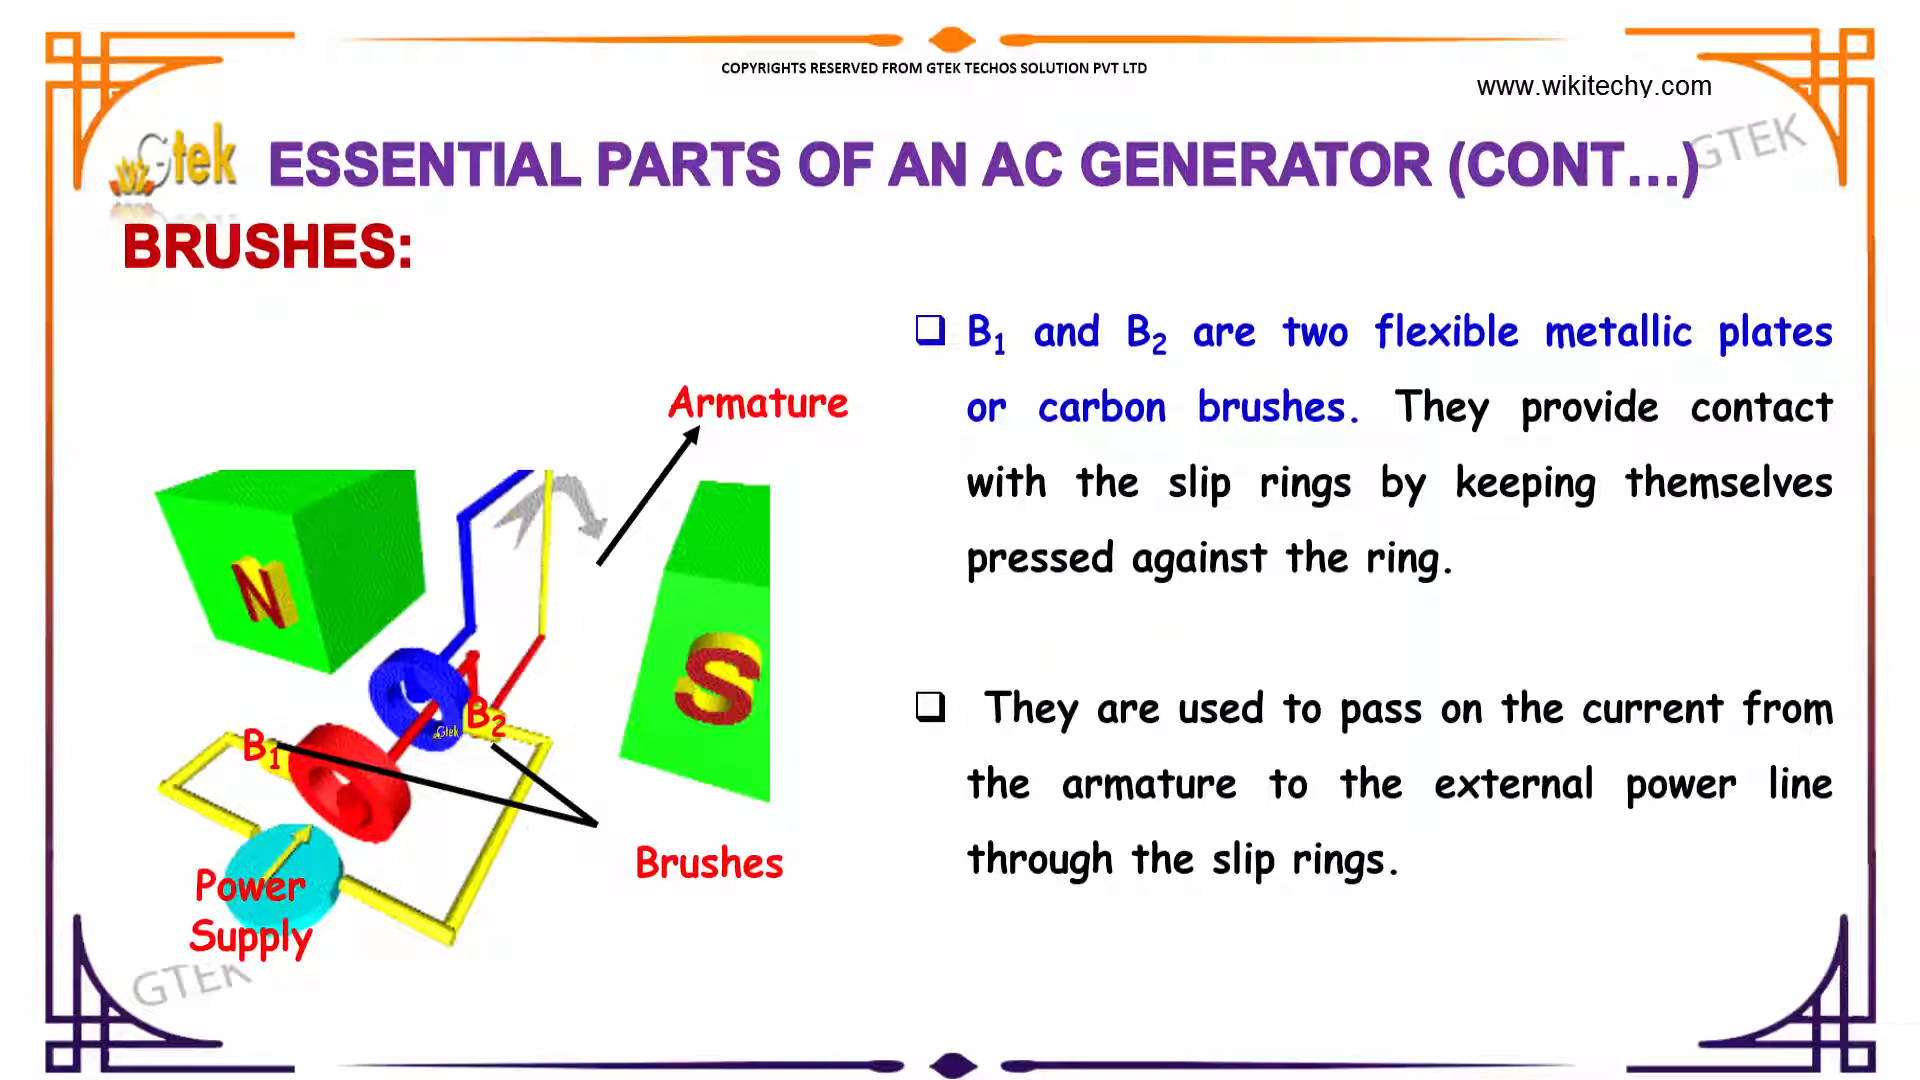 COPYRIGHTS RESERVED FROM GTEK TECHOS SOLUTION PVT LTD
www.wikitechy.com
Gtek
ESSENTIAL PARTS OF AN AC GENERATOR (CONT...)
GTEK
BRUSHES:
B₁ and B₂ are two flexible metallic plates
or carbon brushes. They provide contact
with the slip rings by keeping themselves
pressed against the ring.
They are used to pass on the current from
the armature to the external power line
through the slip rings.
Armature
N
S
B₂
Gtek
B₁
Brushes
Power
Supply
GTEK